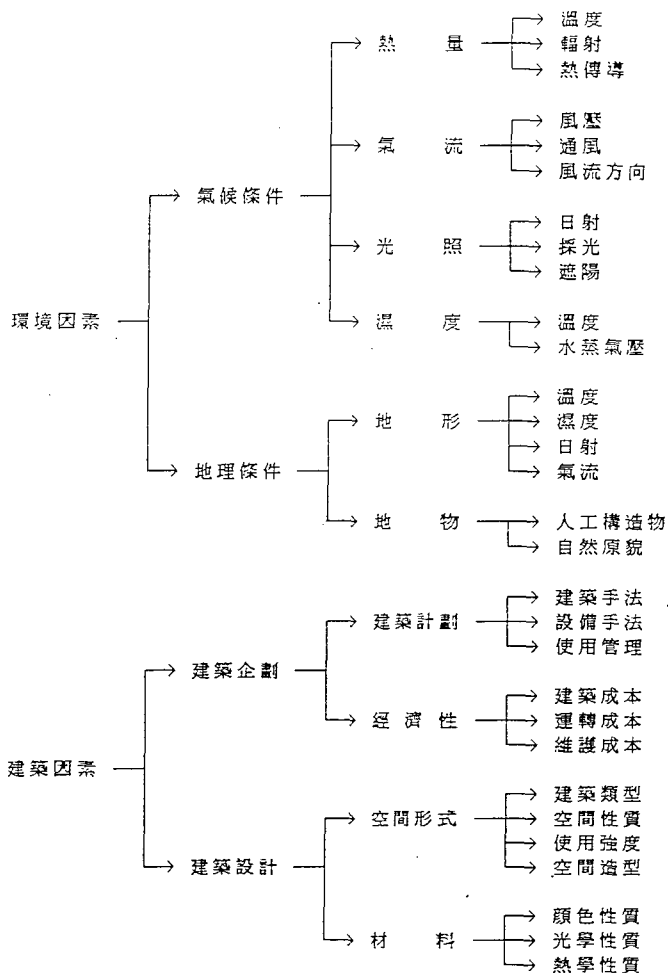 溫度
熱 量
輻射
熱傳導
風壓
氣 流
通風
風流方向
氣候條件
日射
光 照
採光
遮陽
環境因素
濕 度
溫度
水蒸氣壓
溫度
地 形
濕度
日射
地理條件
氣流
地 物
人工構造物
自然原貌
建築手法
建築計劃
設備手法
使用管理
建築企劃
建築成本
經 濟 性
運轉成本
維護成本
建築因素
建築類型
空間形式
空間性質
使用強度
建築設計
空間造型
顏色性質
材 料
光學性質
熱學性質